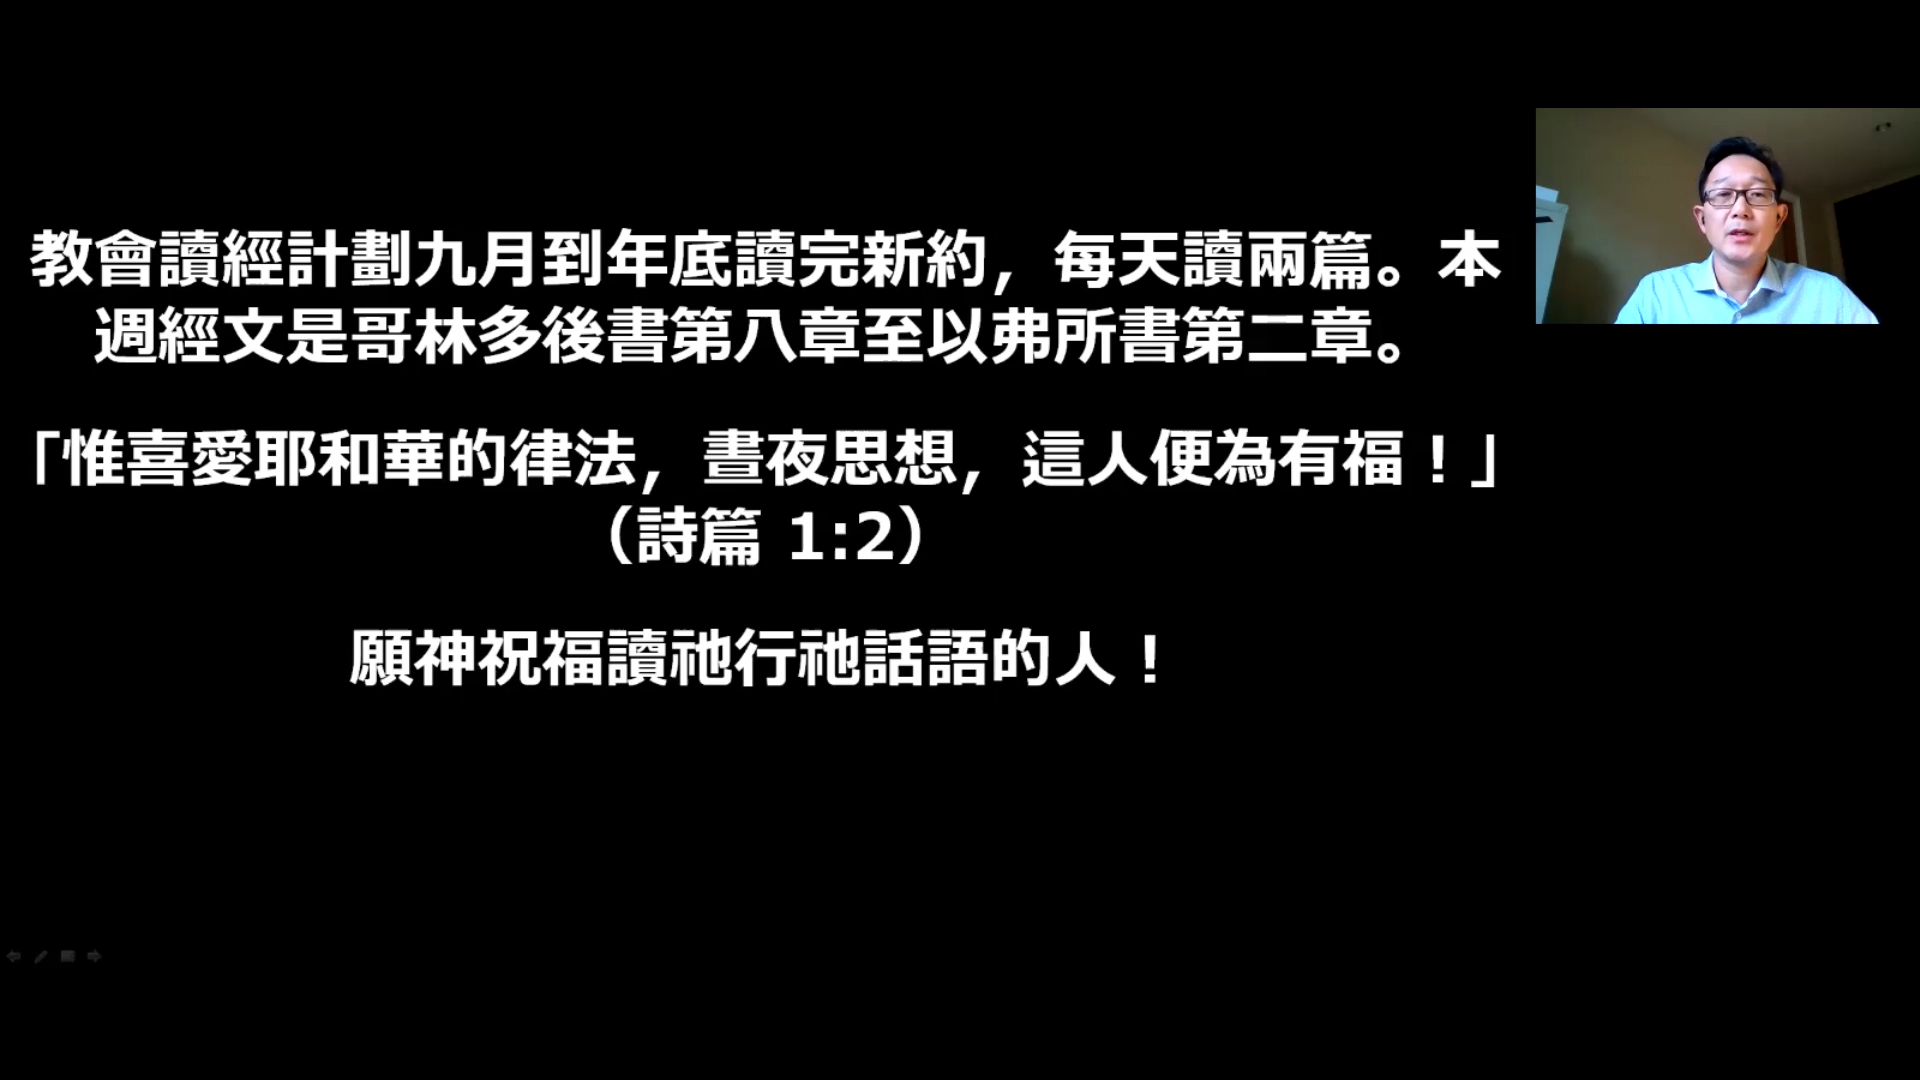 教會讀經計劃九月到年底讀完新約，每天讀兩篇。本
週經文是哥林多後書第八章至以弗所書第二章。
「惟喜愛耶和華的律法，晝夜思想，這人便為有福！」
（詩篇 1:2）
願神祝福讀祂行祂話語的人！